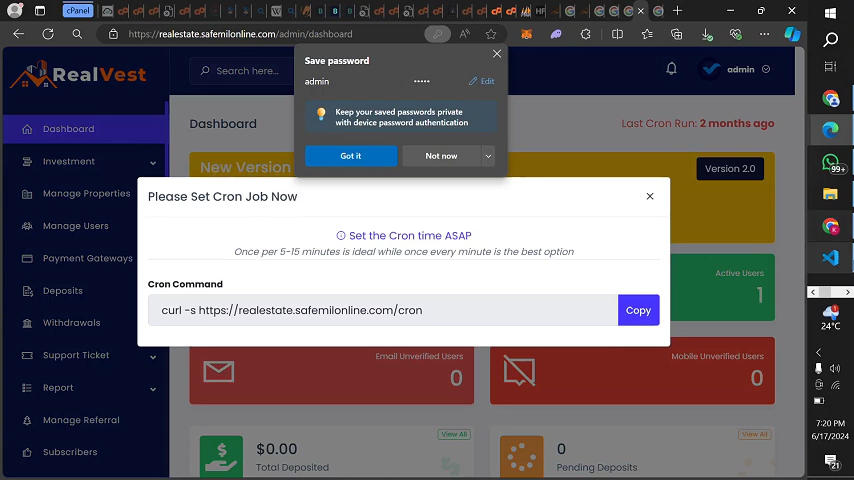 cPanel
HF
https://realestate.safemilonline.com/admin/dashboard
Save password
admin
•••••
Edit
Keep your saved passwords private
with device password authentication
Got it
Not now
RealVest
Search here...
admin
Dashboard
Investment
Manage Properties
Manage Users
Payment Gateways
Deposits
Withdrawals
Support Ticket
Report
Manage Referral
Subscribers
Dashboard
Last Cron Run: 2 months ago
New Version
Version 2.0
Please Set Cron Job Now
Set the Cron time ASAP
Once per 5-15 minutes is ideal while once every minute is the best option
Cron Command
curl -s https://realestate.safemilonline.com/cron
Copy
Active Users
1
Email Unverified Users
0
Mobile Unverified Users
0
View All
$0.00
Total Deposited
View All
0
Pending Deposits
99+
24°C
7:20 PM
6/17/2024
21